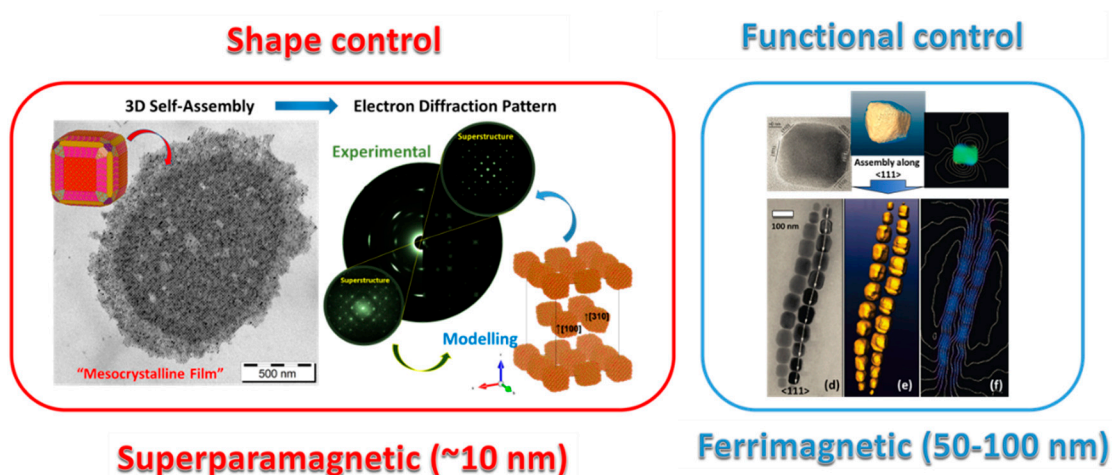 Shape control
Functional control
3D Self-Assembly
Electron Diffraction Pattern
Superstructure
Experimental
Superstructure
Modelling
[100]
[310]
"Mesocrystalline Film"
500 nm
Assembly along
<111>
100 nm
(d)
<111>
(e)
(f)
Superparamagnetic (~10 nm)
Ferrimagnetic (50-100 nm)